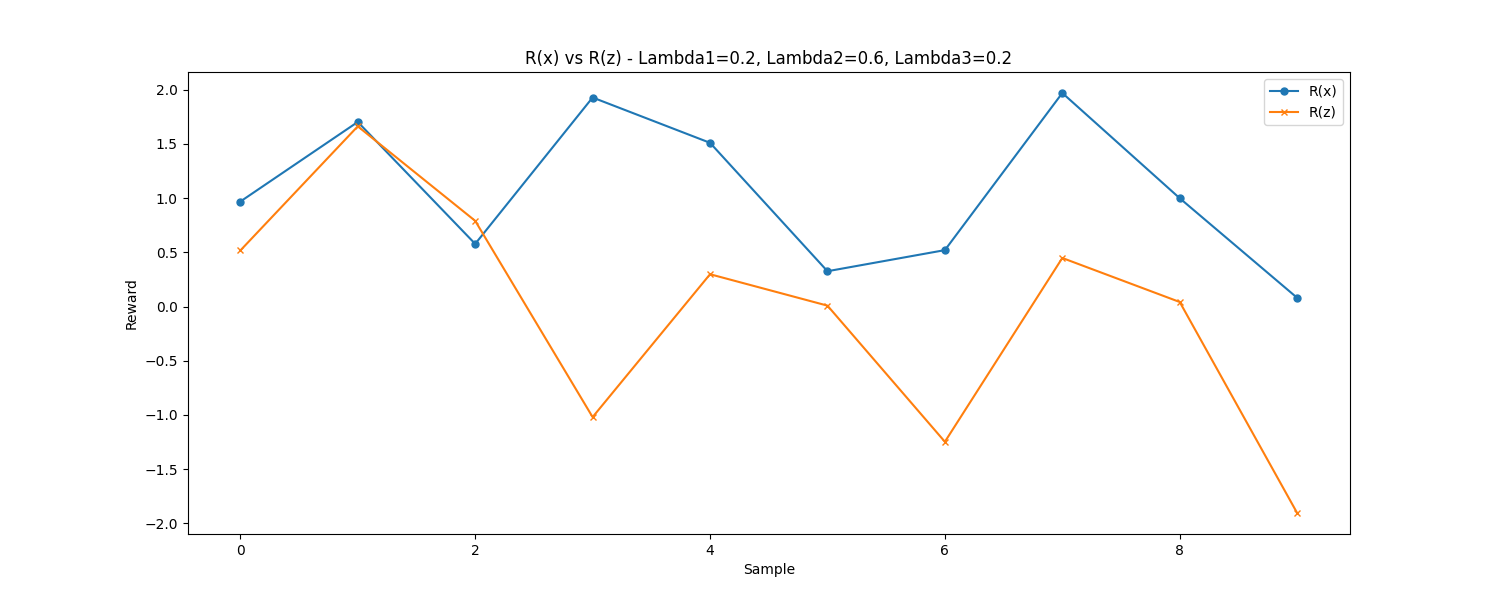 R(x) vs R(z) - Lambda1=0.2, Lambda2=0.6, Lambda3=0.2
R(x)
R(z)
2.0
1.5
1.0
0.5
0.0
−0.5
−1.0
−1.5
−2.0
Reward
0 2 4 6 8
Sample